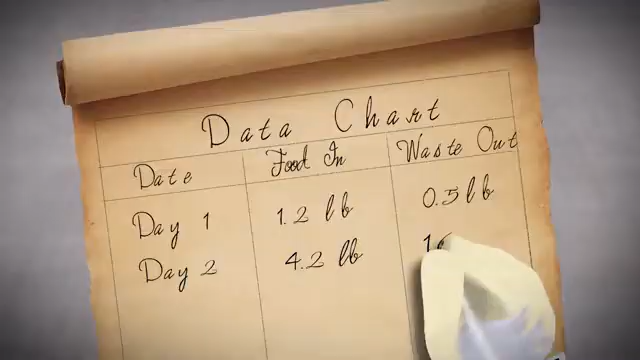 Data Chart
Date Food In Waste Out
Day 1 1.2 lb 0.5 lb
Day 2 4.2 lb